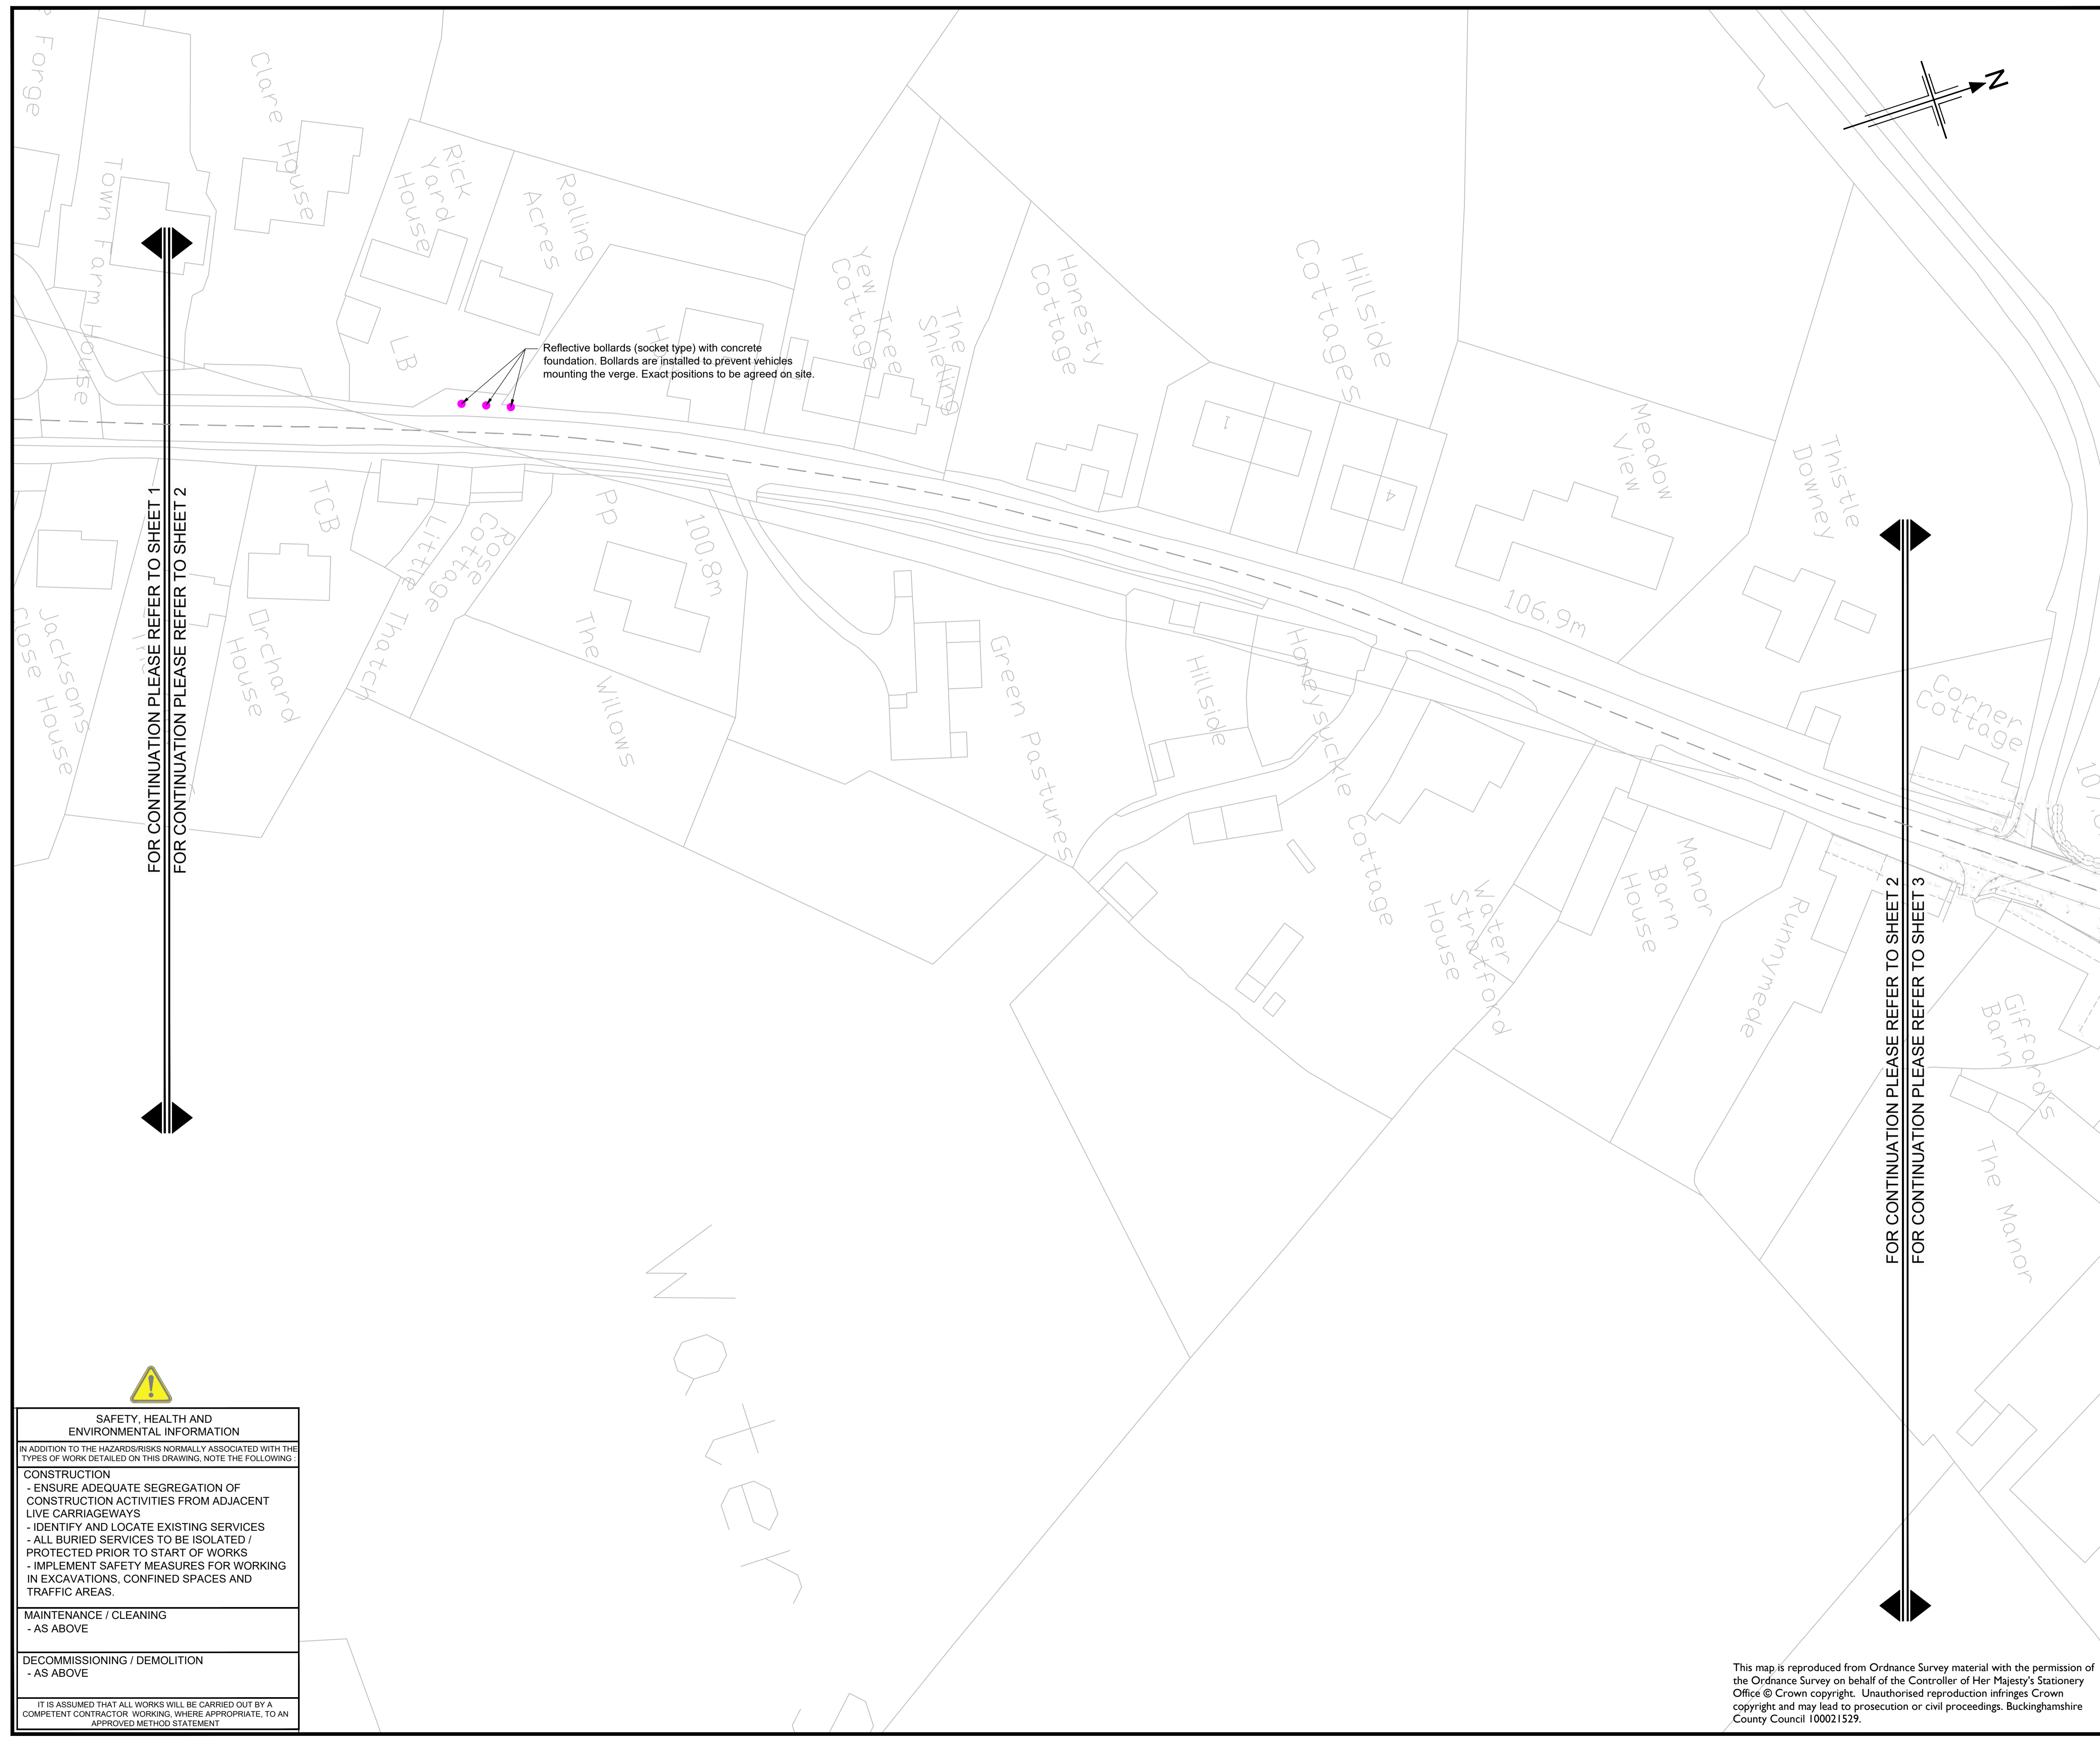 Forge
Town Farm House
Clare House
Rick
Yard
House
Rolling
Acres
LB
Yew Tree
Cottage
The
Shieling
Honesty
Cottage
Hillside
Cottages
1
4
Meadow
View
Thistle
Downey
N
Reflective bollards (socket type) with concrete
foundation. Bollards are installed to prevent vehicles
mounting the verge. Exact positions to be agreed on site.
FOR CONTINUATION PLEASE REFER TO SHEET 1
FOR CONTINUATION PLEASE REFER TO SHEET 2
TCB
Jacksons
Close House
Orchard
House
Little Thatch
Rose
Cottage
PP
100.8m
The Willows
Green Pastures
Hillside
Honeysuckle Cottage
106.9m
Water Stratford
House
Manor
Barn
House
Runnymede
Corner
Cottage
FOR CONTINUATION PLEASE REFER TO SHEET 2
FOR CONTINUATION PLEASE REFER TO SHEET 3
Giffords
Barn
The Manor
SAFETY, HEALTH AND
ENVIRONMENTAL INFORMATION
IN ADDITION TO THE HAZARDS/RISKS NORMALLY ASSOCIATED WITH THE
TYPES OF WORK DETAILED ON THIS DRAWING, NOTE THE FOLLOWING :
CONSTRUCTION
- ENSURE ADEQUATE SEGREGATION OF
CONSTRUCTION ACTIVITIES FROM ADJACENT
LIVE CARRIAGEWAYS
- IDENTIFY AND LOCATE EXISTING SERVICES
- ALL BURIED SERVICES TO BE ISOLATED /
PROTECTED PRIOR TO START OF WORKS
- IMPLEMENT SAFETY MEASURES FOR WORKING
IN EXCAVATIONS, CONFINED SPACES AND
TRAFFIC AREAS.
MAINTENANCE / CLEANING
- AS ABOVE
DECOMMISSIONING / DEMOLITION
- AS ABOVE
IT IS ASSUMED THAT ALL WORKS WILL BE CARRIED OUT BY A
COMPETENT CONTRACTOR WORKING, WHERE APPROPRIATE, TO AN
APPROVED METHOD STATEMENT
This map is reproduced from Ordnance Survey material with the permission of
the Ordnance Survey on behalf of the Controller of Her Majesty's Stationery
Office © Crown copyright. Unauthorised reproduction infringes Crown
copyright and may lead to prosecution or civil proceedings. Buckinghamshire
County Council 100021529.